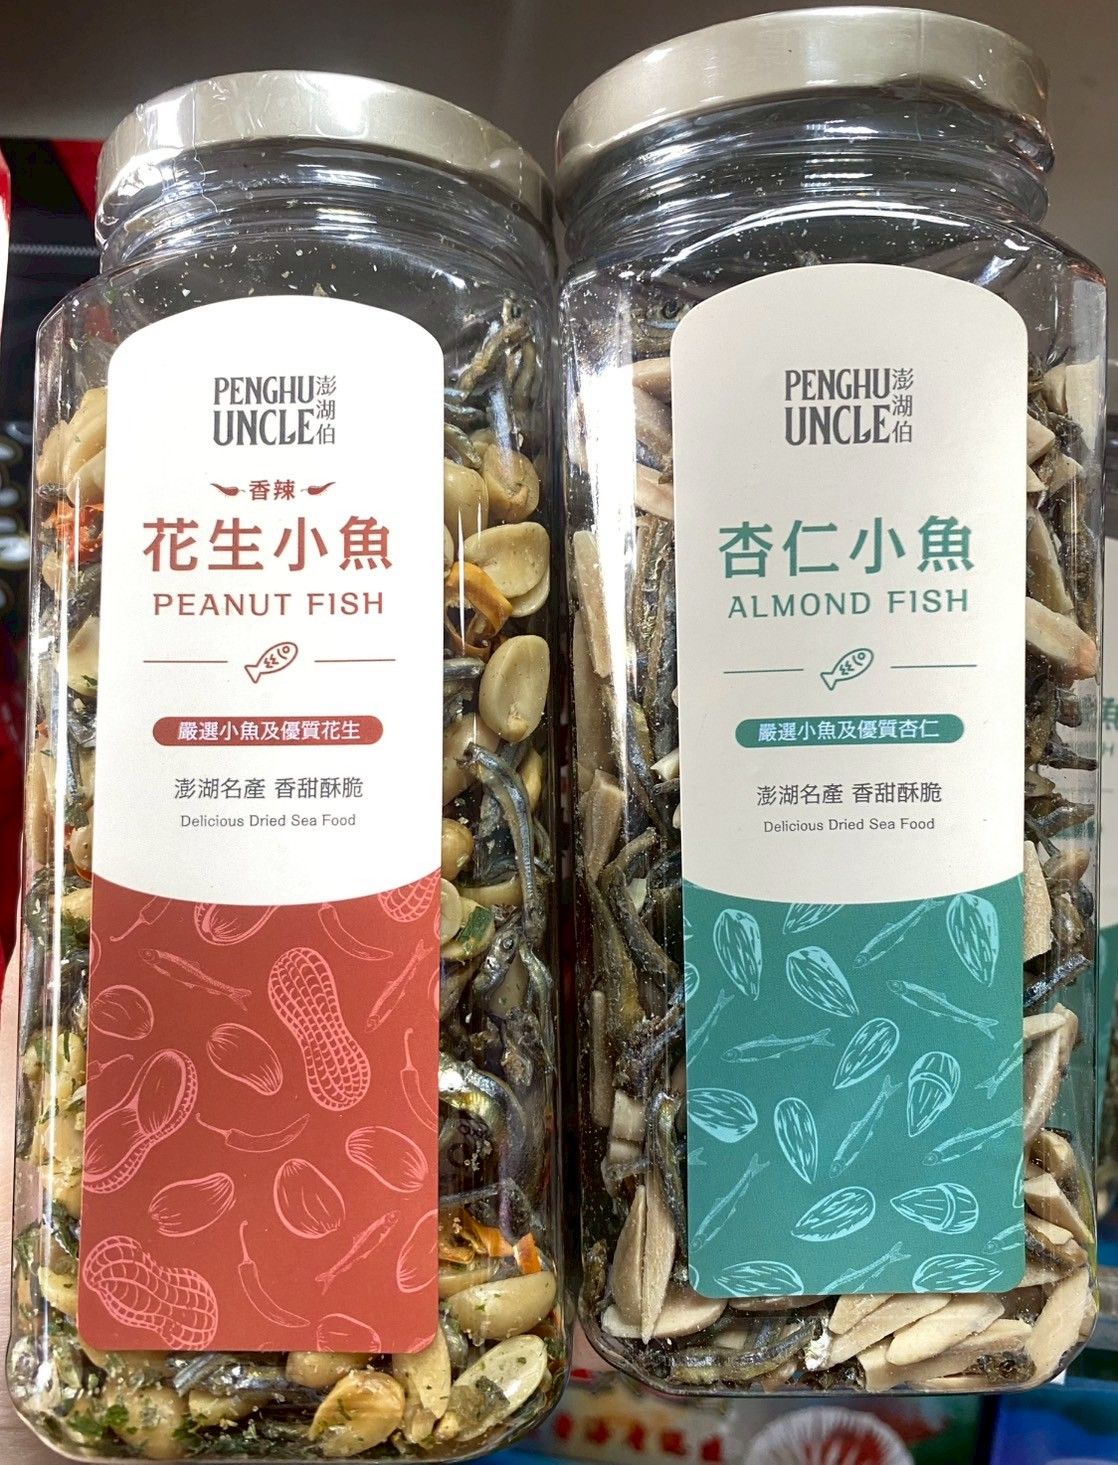 PENGHU
UNCLE
澎湖伯
香辣
花生小魚
PEANUT FISH
嚴選小魚及優質花生
澎湖名產 香甜酥脆
Delicious Dried Sea Food
PENGHU
UNCLE
澎湖伯
杏仁小魚
ALMOND FISH
嚴選小魚及優質杏仁
澎湖名產 香甜酥脆
Delicious Dried Sea Food